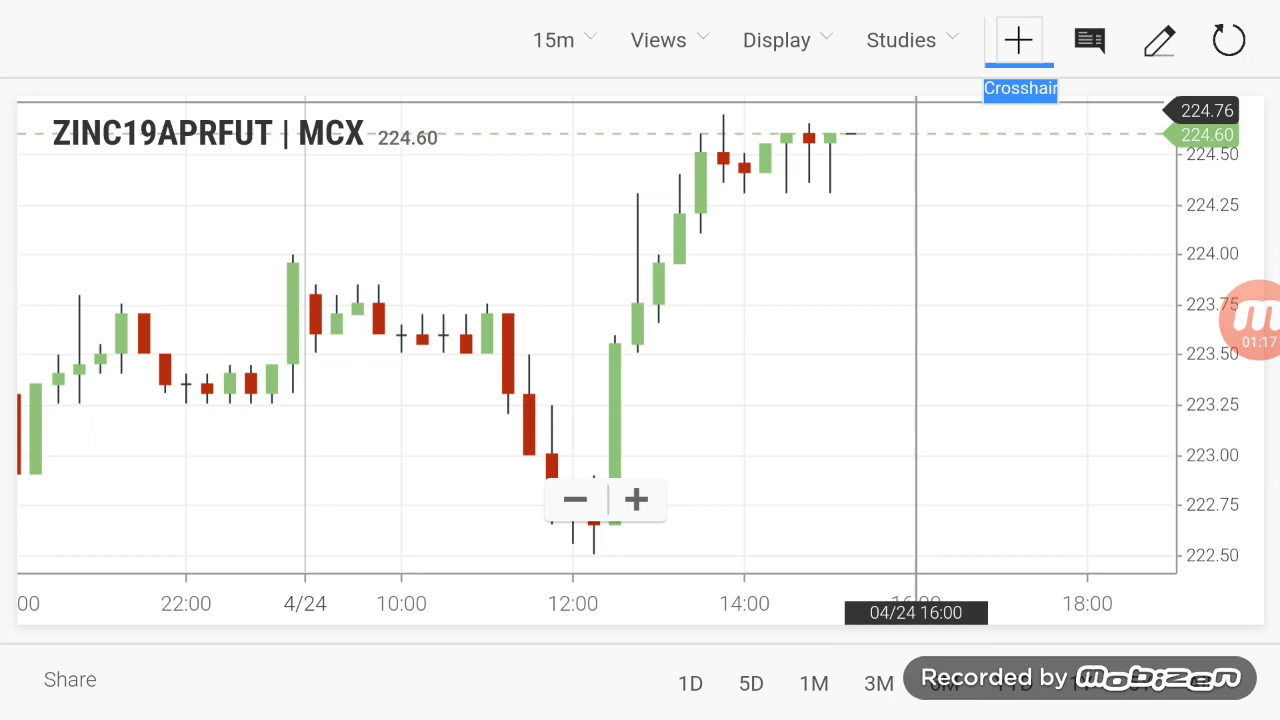 15m Views Display Studies
Crosshair
ZINC19APRFUT | MCX 224.60
224.76
224.60
224.50
224.25
224.00
223.75
01:17
223.50
223.25
223.00
222.75
222.50
00 22:00 4/24 10:00 12:00 14:00 16:00 18:00
04/24 16:00
Share 1D 5D 1M 3M
Recorded by mobizen